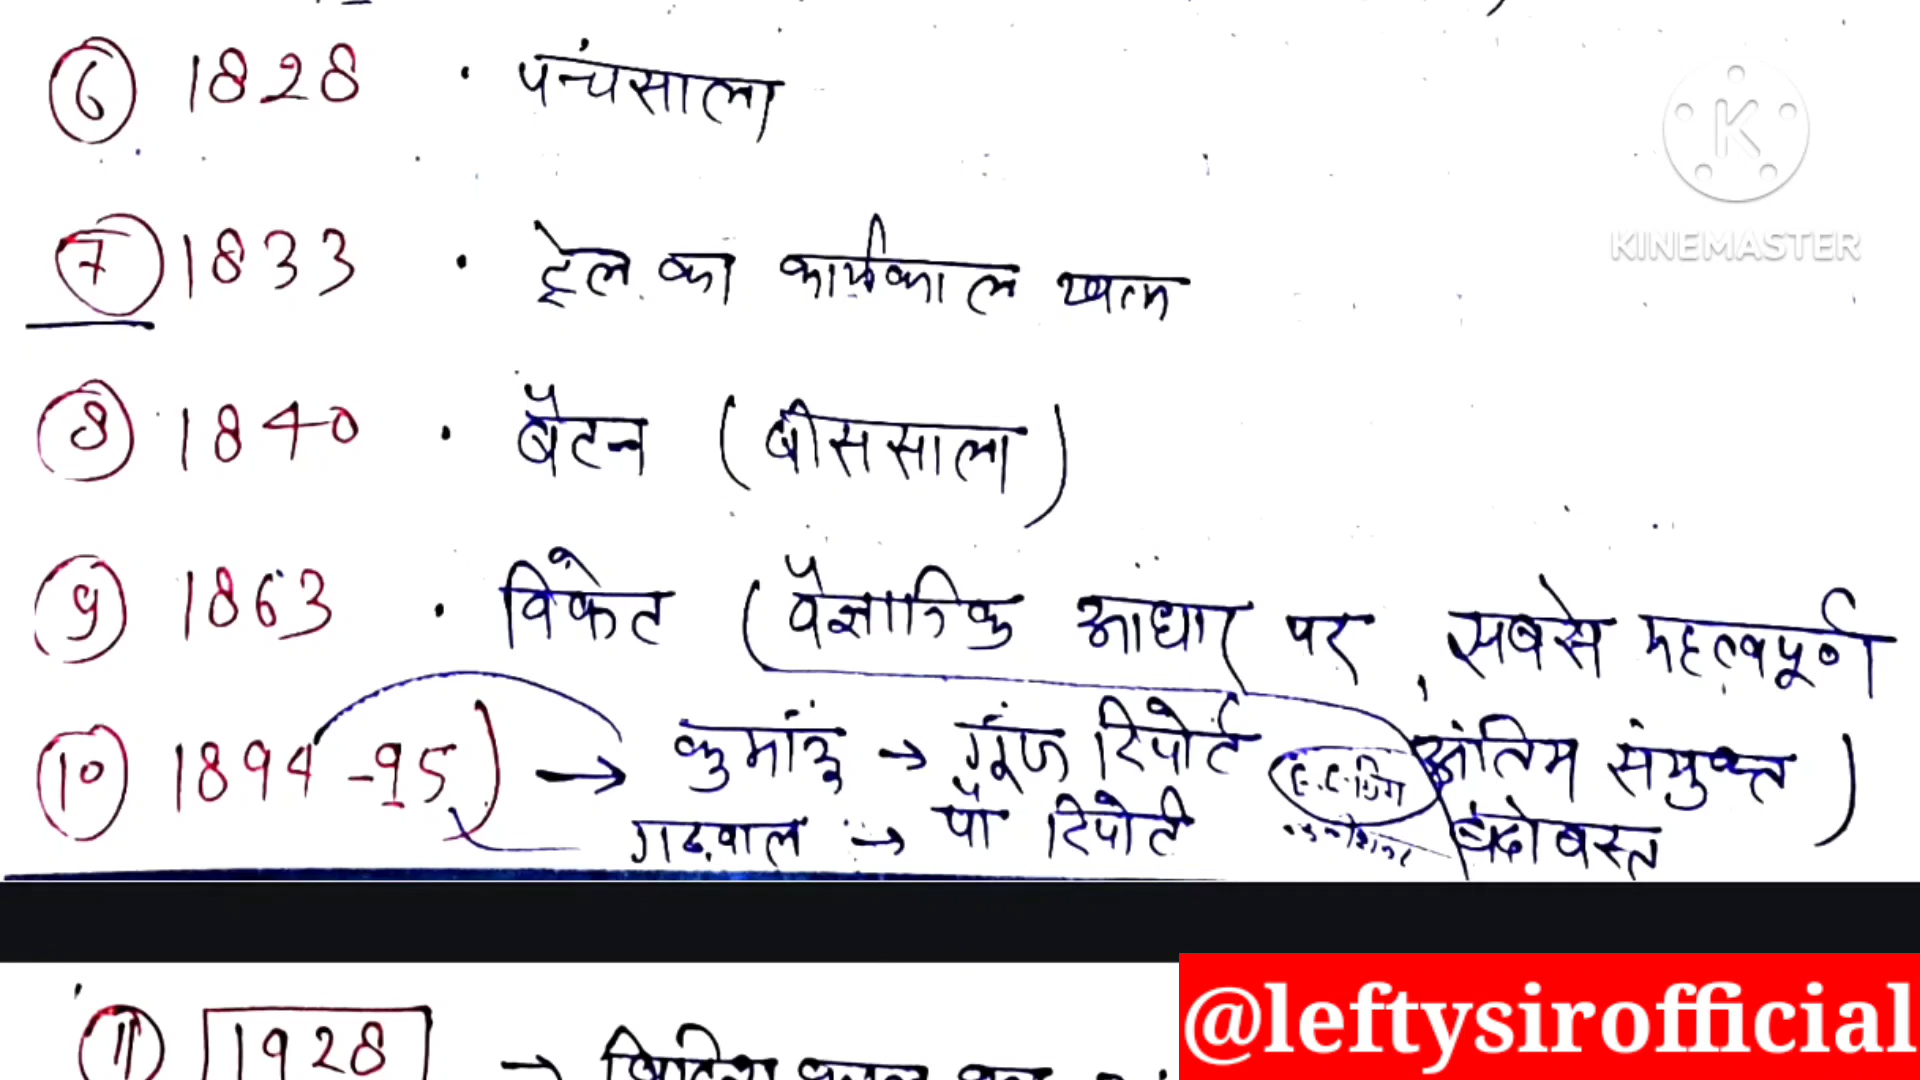 ⑥ 1828 · पंचसाला
K
KINEMASTER
⑦ 1833 · ट्रेल का कार्यकाल खत्म
⑧ 1840 · बैटन (बीससाला)
⑨ 1863 · विकेट (वैज्ञानिक आधार पर, सबसे महत्वपूर्ण
अंतिम संयुक्त
बंदोबस्त)
⑩ 1894-95) → कुमांऊ → गूंज रिपोर्ट
गढ़वाल → पौ रिपोर्ट
⑪ 1928 →
@leftysirofficial